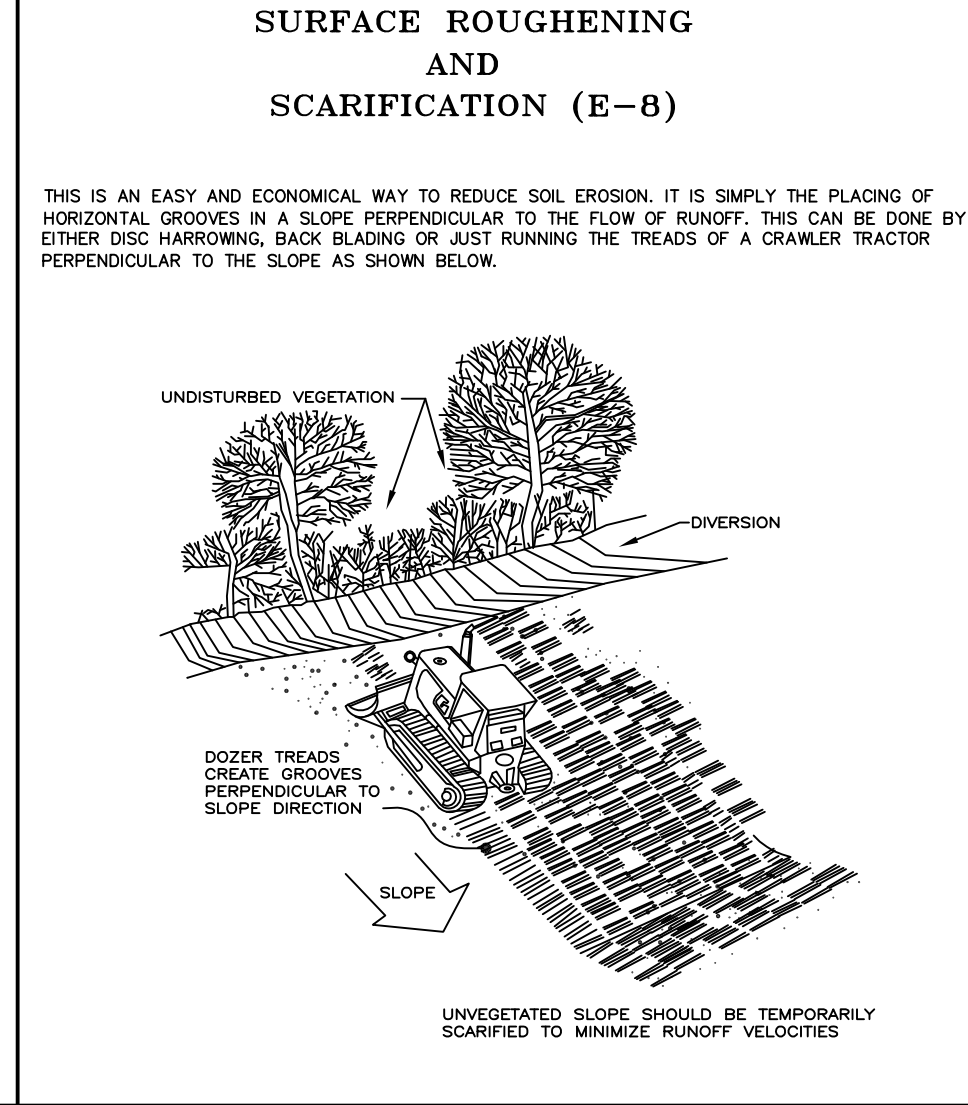 SURFACE ROUGHENING
AND
SCARIFICATION (E-8)
THIS IS AN EASY AND ECONOMICAL WAY TO REDUCE SOIL EROSION. IT IS SIMPLY THE PLACING OF
HORIZONTAL GROOVES IN A SLOPE PERPENDICULAR TO THE FLOW OF RUNOFF. THIS CAN BE DONE BY
EITHER DISC HARROWING, BACK BLADING OR JUST RUNNING THE TREADS OF A CRAWLER TRACTOR
PERPENDICULAR TO THE SLOPE AS SHOWN BELOW.
UNDISTURBED VEGETATION
DIVERSION
DOZER TREADS
CREATE GROOVES
PERPENDICULAR TO
SLOPE DIRECTION
SLOPE
UNVEGETATED SLOPE SHOULD BE TEMPORARILY
SCARIFIED TO MINIMIZE RUNOFF VELOCITIES